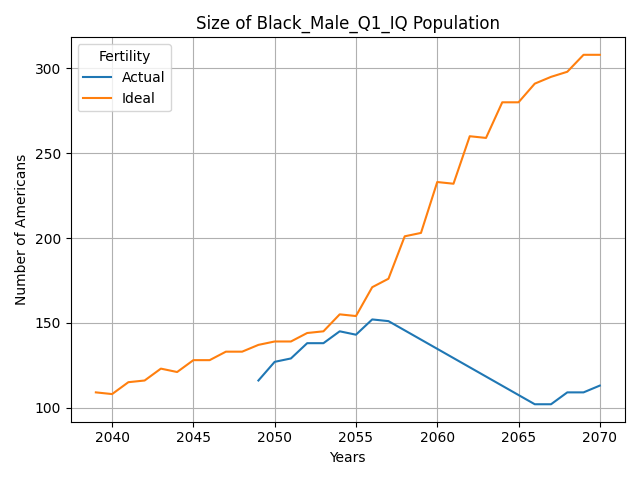 Size of Black_Male_Q1_IQ Population
Fertility
Actual
Ideal
Number of Americans
300
250
200
150
100
2040 2045 2050 2055 2060 2065 2070
Years